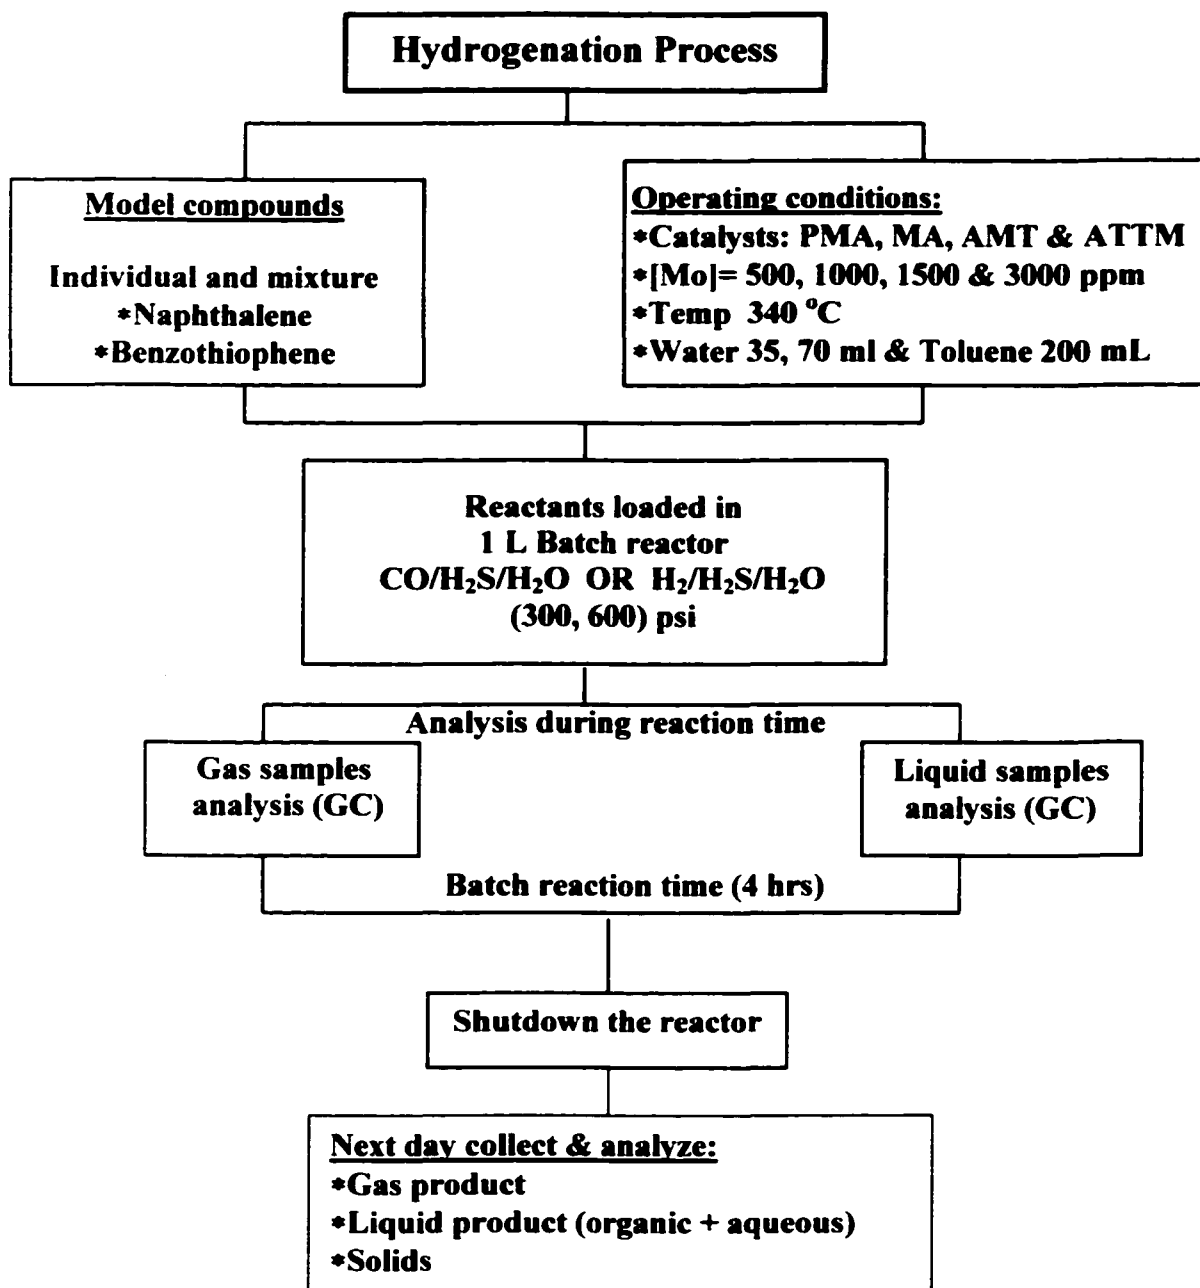 Hydrogenation Process
Model compounds
Individual and mixture
*Naphthalene
*Benzothiophene
Operating conditions:
*Catalysts: PMA, MA, AMT & ATTM
*[Mo]= 500, 1000, 1500 & 3000 ppm
*Temp 340 °C
*Water 35, 70 ml & Toluene 200 mL
Reactants loaded in
1 L Batch reactor
CO/H₂S/H₂O OR H₂/H₂S/H₂O
(300, 600) psi
Analysis during reaction time
Gas samples
analysis (GC)
Liquid samples
analysis (GC)
Batch reaction time (4 hrs)
Shutdown the reactor
Next day collect & analyze:
*Gas product
*Liquid product (organic + aqueous)
*Solids